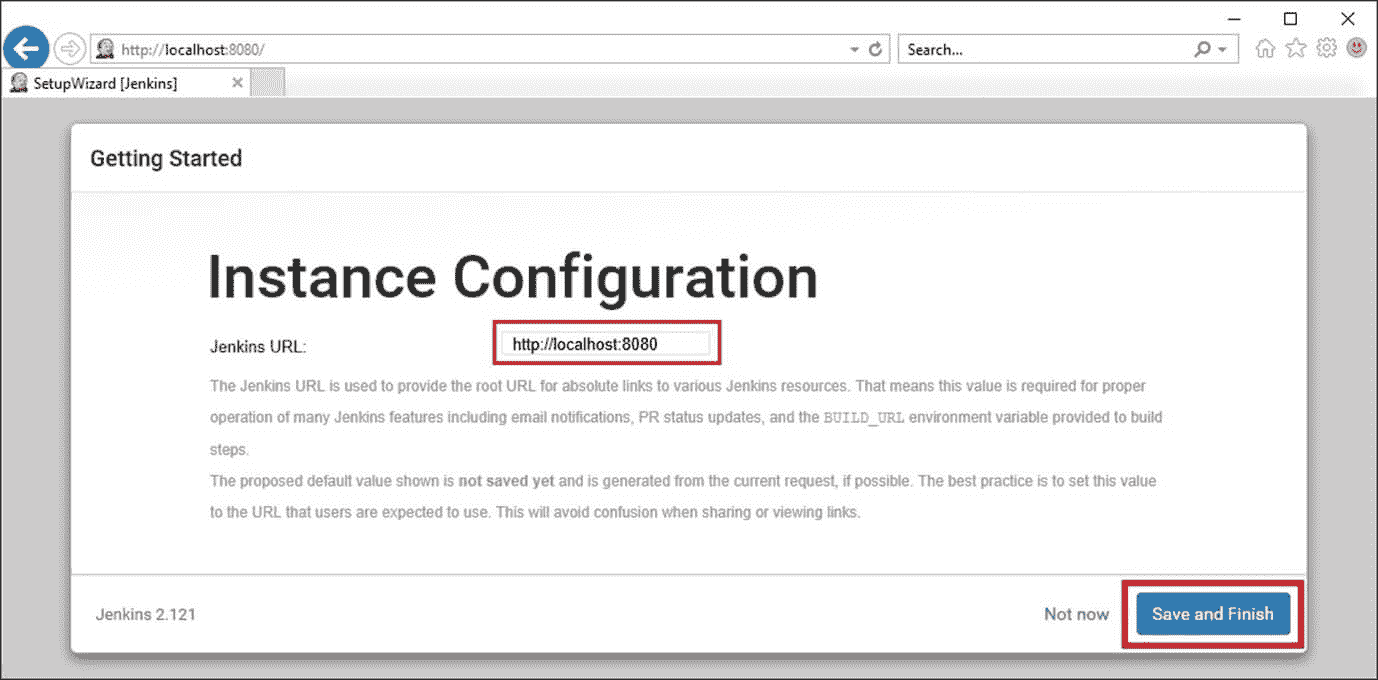 http://localhost:8080/
Search...
SetupWizard [Jenkins]
Getting Started
Instance Configuration
Jenkins URL:
http://localhost:8080
The Jenkins URL is used to provide the root URL for absolute links to various Jenkins resources. That means this value is required for proper
operation of many Jenkins features including email notifications, PR status updates, and the BUILD_URL environment variable provided to build
steps.
The proposed default value shown is not saved yet and is generated from the current request, if possible. The best practice is to set this value
to the URL that users are expected to use. This will avoid confusion when sharing or viewing links.
Jenkins 2.121
Not now
Save and Finish